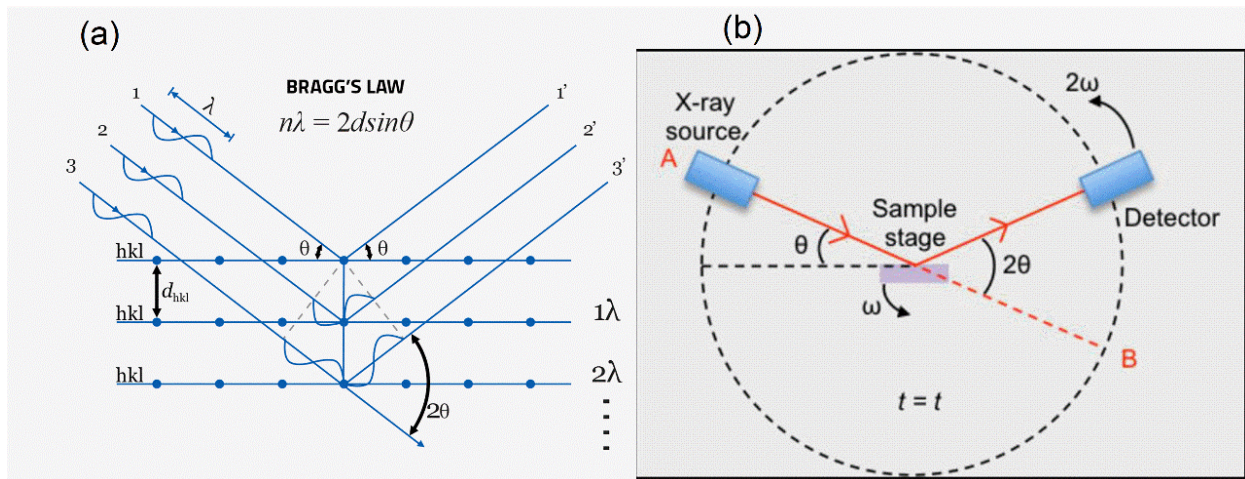 (a)
BRAGG'S LAW
nλ = 2dsinθ
1
λ
1'
2
2'
3
3'
θ
θ
hkl
d_hkl
hkl
1λ
hkl
2λ
2θ
(b)
2ω
X-ray
source
A
Detector
Sample
stage
θ
2θ
ω
B
t = t